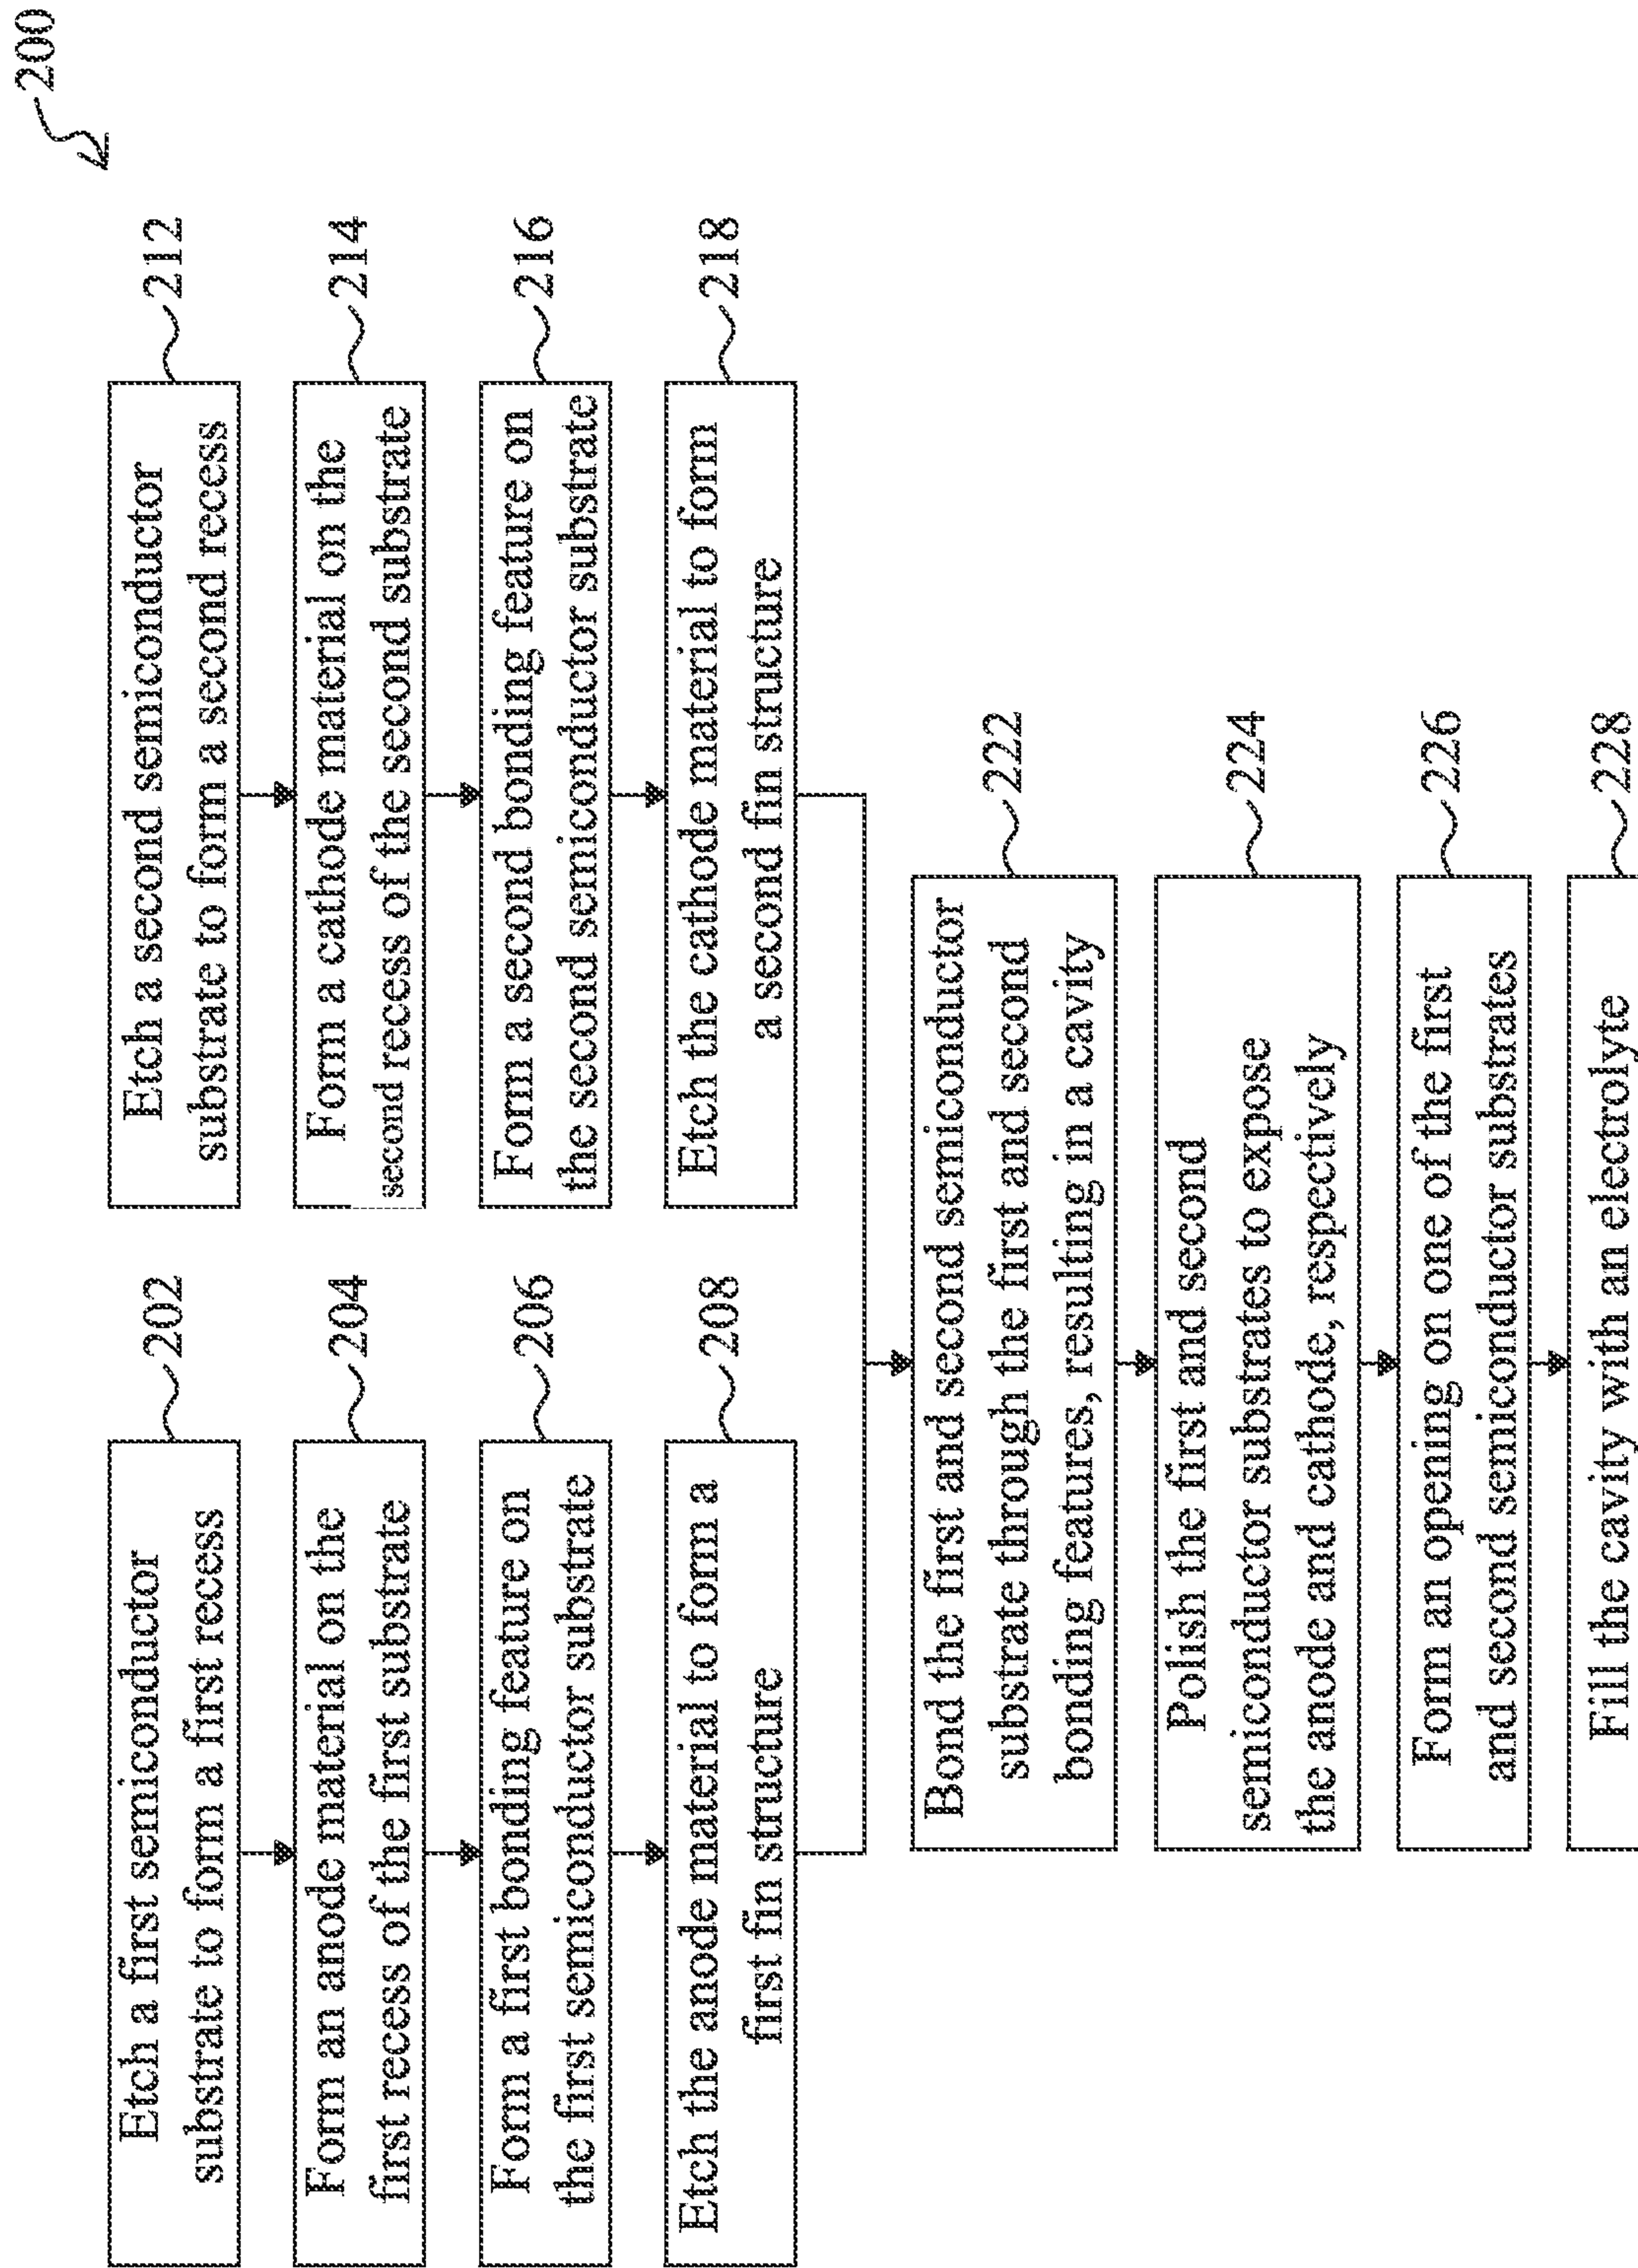 200
Etch a first semiconductor
substrate to form a first recess
202
Form an anode material on the
first recess of the first substrate
204
Form a first bonding feature on
the first semiconductor substrate
206
Etch the anode material to form a
first fin structure
208
Etch a second semiconductor
substrate to form a second recess
212
Form a cathode material on the
second recess of the second substrate
214
Form a second bonding feature on
the second semiconductor substrate
216
Etch the cathode material to form
a second fin structure
218
Bond the first and second semiconductor
substrate through the first and second
bonding features, resulting in a cavity
222
Polish the first and second
semiconductor substrates to expose
the anode and cathode, respectively
224
Form an opening on one of the first
and second semiconductor substrates
226
Fill the cavity with an electrolyte
228